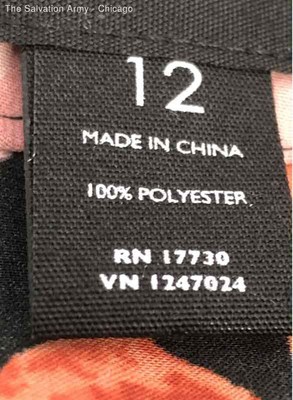 The Salvation Army - Chicago
12
MADE IN CHINA
100% POLYESTER
RN 17730
VN 1247024